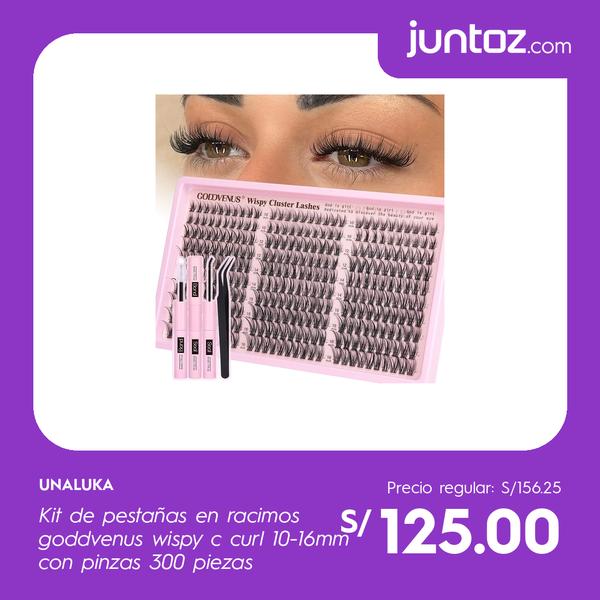 juntoz.com
GODDVENUS® Wispy Cluster Lashes
UNALUKA
Kit de pestañas en racimos
goddvenus wispy c curl 10-16mm
con pinzas 300 piezas
Precio regular: S/156.25
S/ 125.00